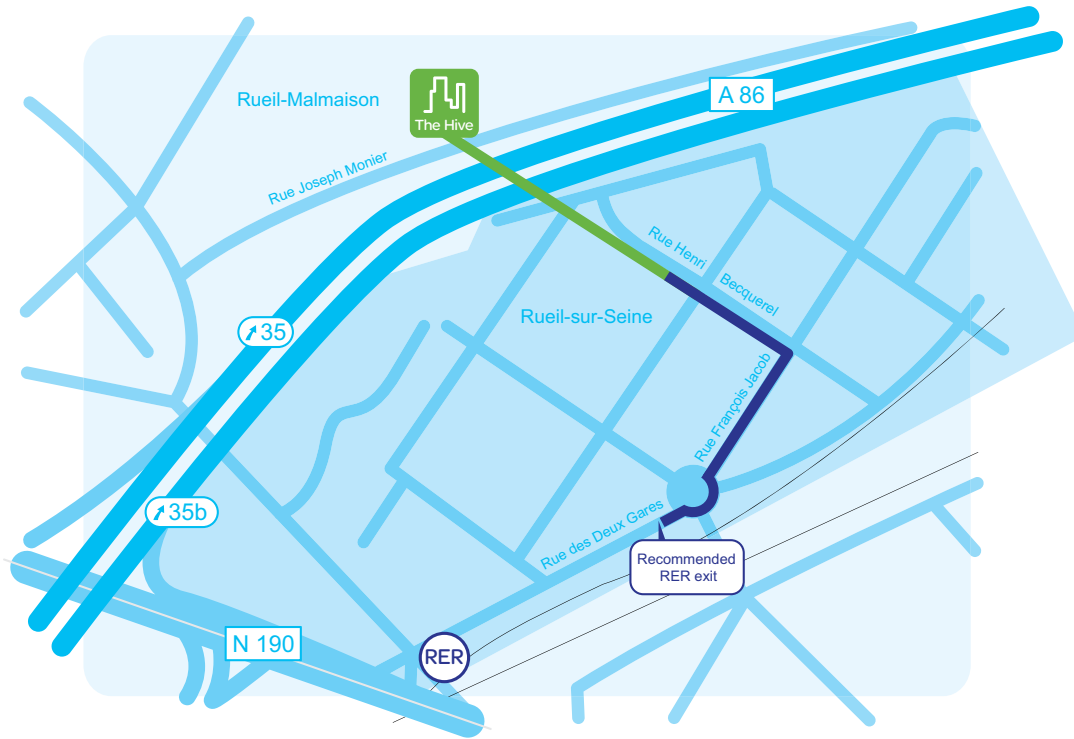 A 86
Rueil-Malmaison
The Hive
Rue Joseph Monier
Rue Henri
Becquerel
Rueil-sur-Seine
35
Rue François Jacob
35b
Rue des Deux Gares
Recommended
RER exit
N 190
RER